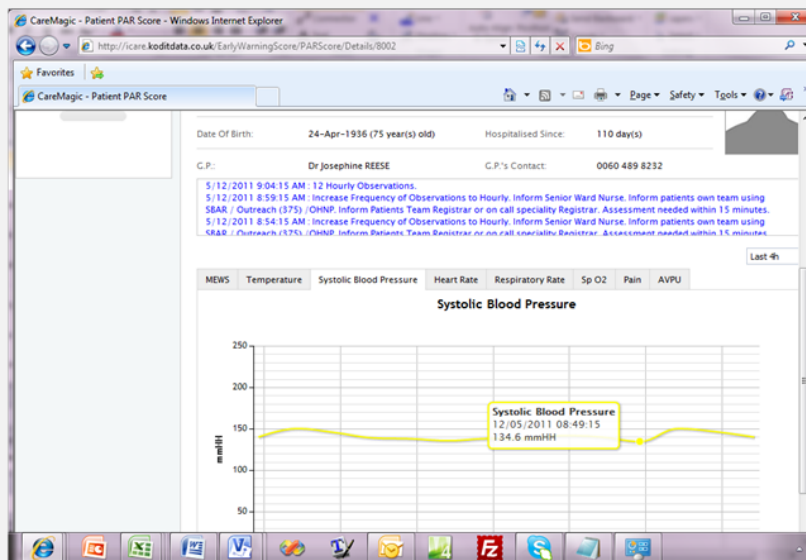 CareMagic - Patient PAR Score - Windows Internet Explorer
http://icare.koditdata.co.uk/EarlyWarningScore/PARScore/Details/8002
Bing
Favorites
CareMagic - Patient PAR Score
Page Safety Tools
Date Of Birth: 24-Apr-1936 (75 year(s) old) Hospitalised Since: 110 day(s)
G.P.: Dr Josephine REESE G.P.'s Contact: 0060 489 8232
5/12/2011 9:04:15 AM : 12 Hourly Observations.
5/12/2011 8:59:15 AM : Increase Frequency of Observations to Hourly. Inform Senior Ward Nurse. Inform patients own team using
SBAR / Outreach (375) /OHNP. Inform Patients Team Registrar or on call speciality Registrar. Assessment needed within 15 minutes.
5/12/2011 8:54:15 AM : Increase Frequency of Observations to Hourly. Inform Senior Ward Nurse. Inform patients own team using
SBAR / Outreach (375) /OHNP. Inform Patients Team Registrar or on call speciality Registrar. Assessment needed within 15 minutes.
Last 4h
MEWS Temperature Systolic Blood Pressure Heart Rate Respiratory Rate Sp O2 Pain AVPU
Systolic Blood Pressure
250
200
150
100
50
mmHH
Systolic Blood Pressure
12/05/2011 08:49:15
134.6 mmHH